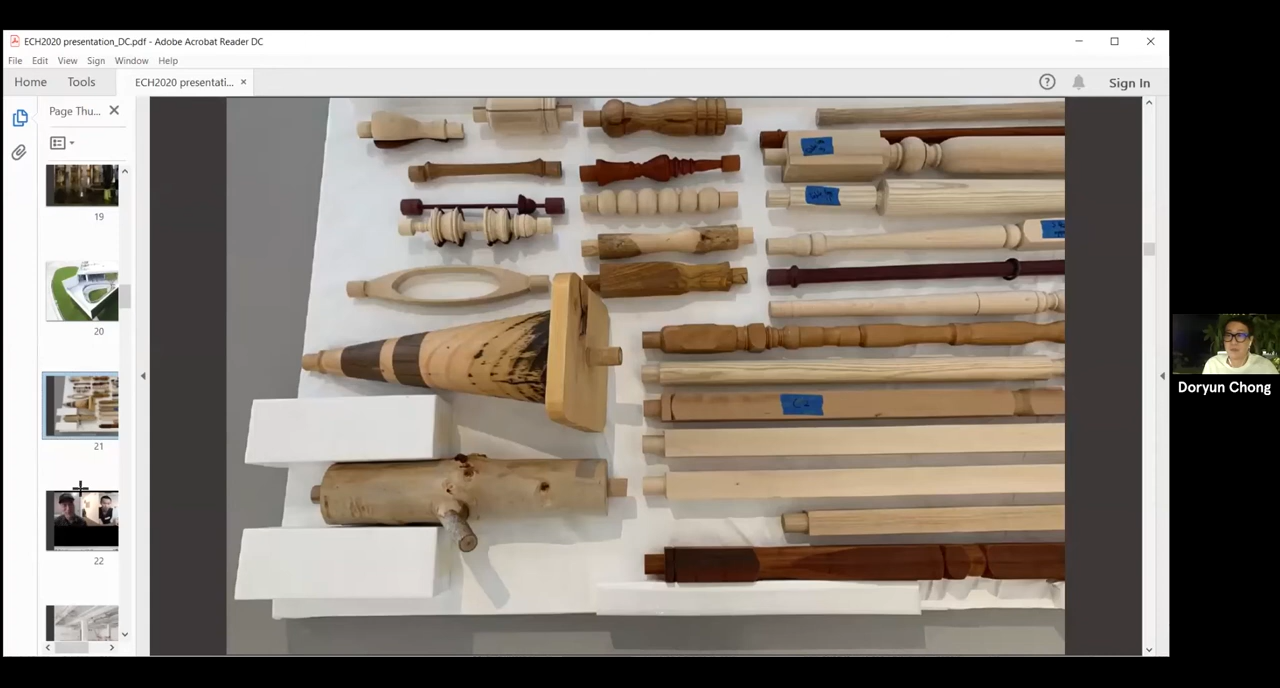 ECH2020 presentation_DC.pdf - Adobe Acrobat Reader DC
File Edit View Sign Window Help
Home Tools ECH2020 presentati... Sign In
Page Thu...
19
20
21
22
Doryun Chong